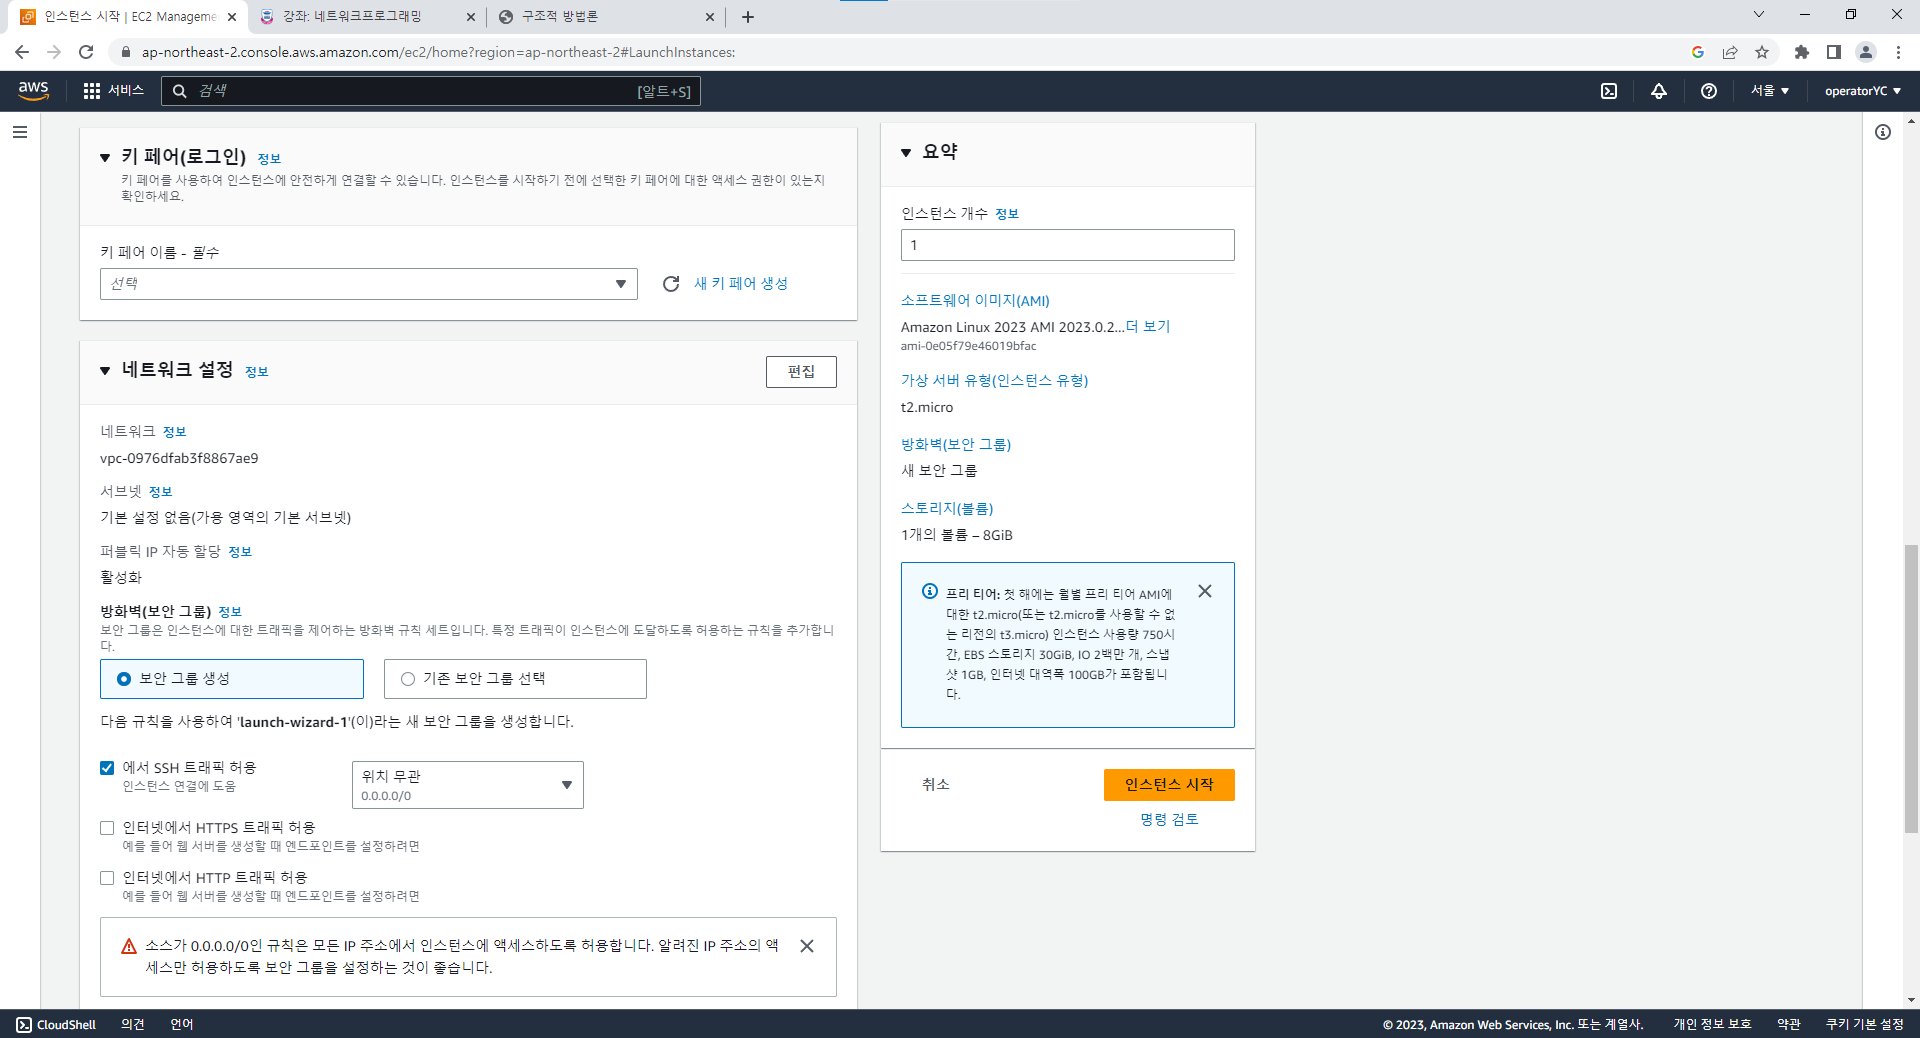 인스턴스 시작 | EC2 Manageme
강좌: 네트워크프로그래밍
구조적 방법론
ap-northeast-2.console.aws.amazon.com/ec2/home?region=ap-northeast-2#LaunchInstances:
aws
서비스
검색
[알트+S]
서울
operatorYC
키 페어(로그인) 정보
키 페어를 사용하여 인스턴스에 안전하게 연결할 수 있습니다. 인스턴스를 시작하기 전에 선택한 키 페어에 대한 액세스 권한이 있는지
확인하세요.
키 페어 이름 - 필수
선택
새 키 페어 생성
네트워크 설정 정보
편집
네트워크 정보
vpc-0976dfab3f8867ae9
서브넷 정보
기본 설정 없음(가용 영역의 기본 서브넷)
퍼블릭 IP 자동 할당 정보
활성화
방화벽(보안 그룹) 정보
보안 그룹은 인스턴스에 대한 트래픽을 제어하는 방화벽 규칙 세트입니다. 특정 트래픽이 인스턴스에 도달하도록 허용하는 규칙을 추가합니
다.
보안 그룹 생성
기존 보안 그룹 선택
다음 규칙을 사용하여 'launch-wizard-1'(이)라는 새 보안 그룹을 생성합니다.
에서 SSH 트래픽 허용
인스턴스 연결에 도움
위치 무관
0.0.0.0/0
인터넷에서 HTTPS 트래픽 허용
예를 들어 웹 서버를 생성할 때 엔드포인트를 설정하려면
인터넷에서 HTTP 트래픽 허용
예를 들어 웹 서버를 생성할 때 엔드포인트를 설정하려면
소스가 0.0.0.0/0인 규칙은 모든 IP 주소에서 인스턴스에 액세스하도록 허용합니다. 알려진 IP 주소의 액
세스만 허용하도록 보안 그룹을 설정하는 것이 좋습니다.
요약
인스턴스 개수 정보
1
소프트웨어 이미지(AMI)
Amazon Linux 2023 AMI 2023.0.2...더 보기
ami-0e05f79e46019bfac
가상 서버 유형(인스턴스 유형)
t2.micro
방화벽(보안 그룹)
새 보안 그룹
스토리지(볼륨)
1개의 볼륨 – 8GiB
프리 티어: 첫 해에는 월별 프리 티어 AMI에
대한 t2.micro(또는 t2.micro를 사용할 수 없
는 리전의 t3.micro) 인스턴스 사용량 750시
간, EBS 스토리지 30GiB, IO 2백만 개, 스냅
샷 1GB, 인터넷 대역폭 100GB가 포함됩니
다.
취소
인스턴스 시작
명령 검토
CloudShell
의견
언어
© 2023, Amazon Web Services, Inc. 또는 계열사.
개인 정보 보호
약관
쿠키 기본 설정